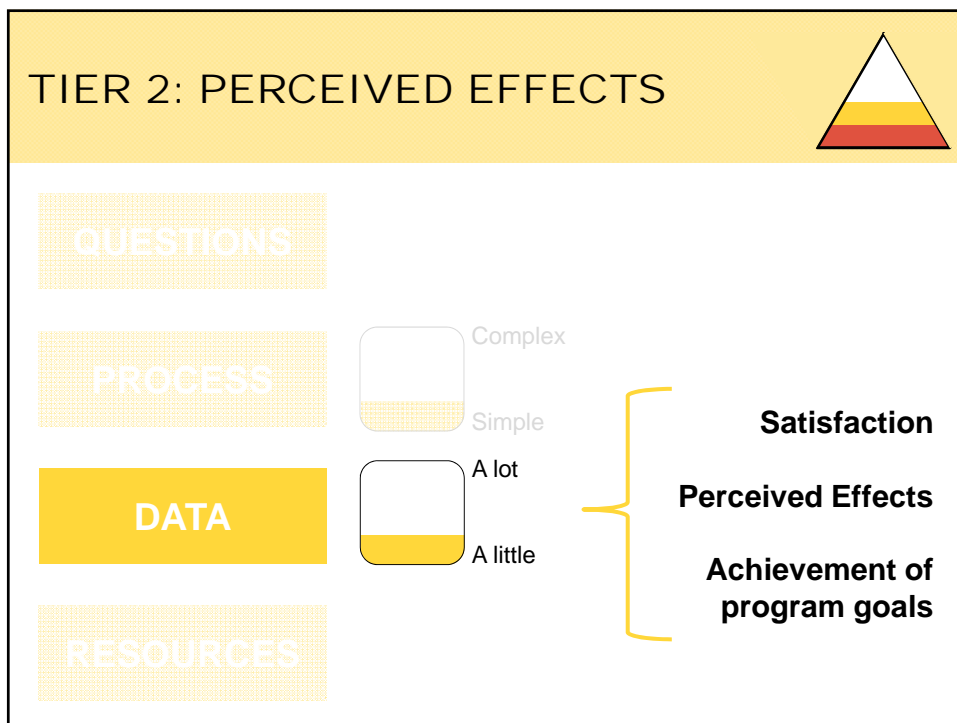 TIER 2: PERCEIVED EFFECTS
QUESTIONS
PROCESS
Complex
Simple
DATA
A lot
A little
Satisfaction
Perceived Effects
Achievement of
program goals
RESOURCES